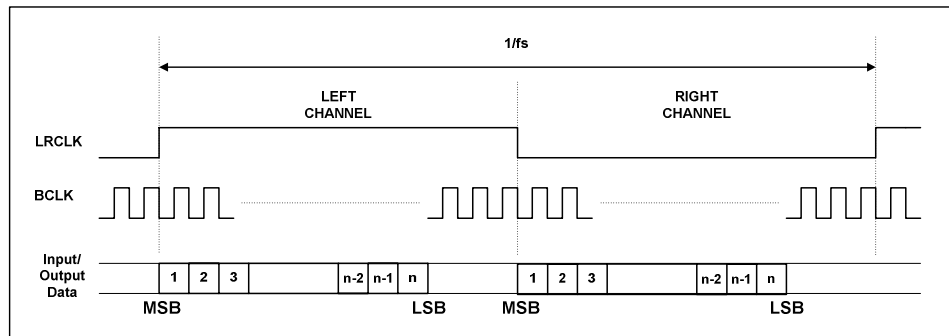 1/fs
LEFT
CHANNEL
RIGHT
CHANNEL
LRCLK
BCLK
Input/
Output
Data
1 2 3 n-2 n-1 n 1 2 3 n-2 n-1 n
MSB LSB MSB LSB